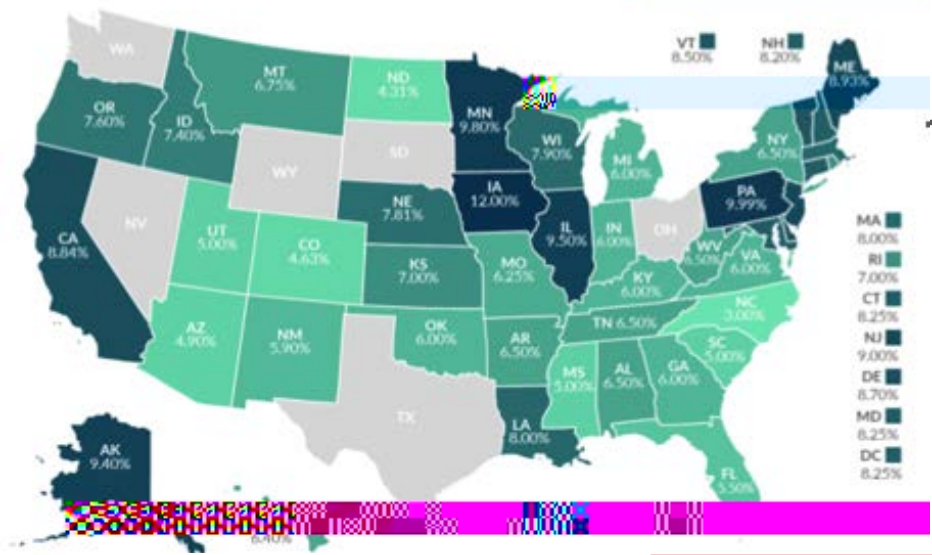 WA
VT
8.50%
NH
8.20%
ME
8.93%
MT
6.75%
ND
4.31%
MN
9.80%
OR
7.60%
ID
7.40%
SD
WI
7.90%
MI
6.00%
NY
6.50%
WY
IA
12.00%
PA
9.99%
NV
NE
7.81%
IL
9.50%
IN
6.00%
OH
CA
8.84%
UT
5.00%
CO
4.63%
KS
7.00%
MO
6.25%
KY
6.00%
WV
6.50%
VA
6.00%
MA
8.00%
RI
7.00%
CT
8.25%
NJ
9.00%
DE
8.70%
MD
8.25%
DC
8.25%
AZ
4.90%
NM
5.90%
OK
6.00%
AR
6.50%
TN 6.50%
NC
3.00%
SC
5.00%
MS
5.00%
AL
6.50%
GA
6.00%
TX
LA
8.00%
FL
5.50%
AK
9.40%
6.40%